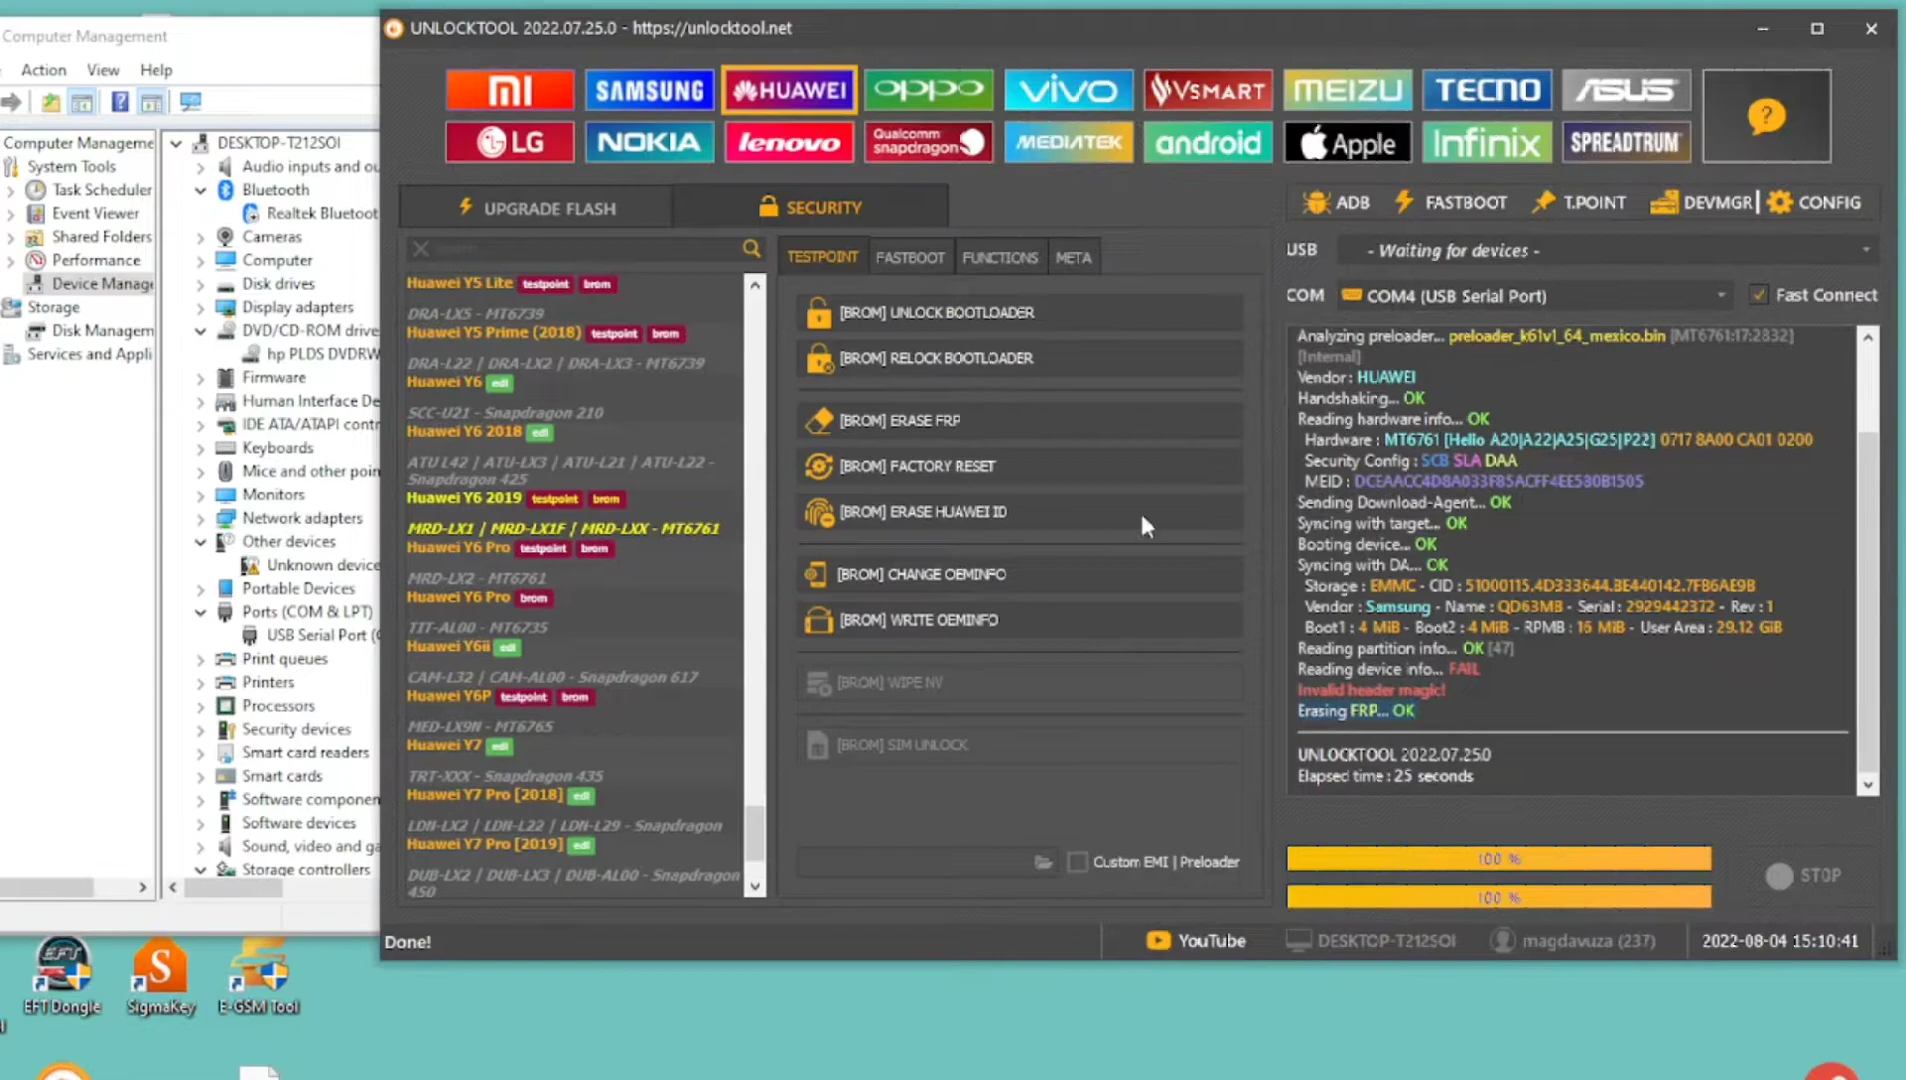 Computer Management
Action View Help
Computer Manageme
System Tools
Task Scheduler
Event Viewer
Shared Folders
Performance
Device Manag
Storage
Disk Managem
Services and Appli
DESKTOP-T212SOI
Audio inputs and ou
Bluetooth
Realtek Bluetoot
Cameras
Computer
Disk drives
Display adapters
DVD/CD-ROM drive
hp PLDS DVDRW
Firmware
Human Interface De
IDE ATA/ATAPI contr
Keyboards
Mice and other poin
Monitors
Network adapters
Other devices
Unknown device
Portable Devices
Ports (COM & LPT)
USB Serial Port (C
Print queues
Printers
Processors
Security devices
Smart card readers
Smart cards
Software componen
Software devices
Sound, video and ga
Storage controllers
UNLOCKTOOL 2022.07.25.0 - https://unlocktool.net
MI SAMSUNG HUAWEI OPPO vivo VSMART MEIZU TECNO ASUS
LG NOKIA lenovo Qualcomm snapdragon MEDIATEK android Apple Infinix SPREADTRUM
?
UPGRADE FLASH SECURITY
Huawei Y5 Lite testpoint brom
DRA-LX5 - MT6739
Huawei Y5 Prime (2018) testpoint brom
DRA-L22 / DRA-LX2 / DRA-LX3 - MT6739
Huawei Y6 edl
SCC-U21 - Snapdragon 210
Huawei Y6 2018 edl
ATU L42 / ATU-LX3 / ATU-L21 / ATU-L22 -
Snapdragon 425
Huawei Y6 2019 testpoint brom
MRD-LX1 / MRD-LX1F / MRD-LXX - MT6761
Huawei Y6 Pro testpoint brom
MRD-LX2 - MT6761
Huawei Y6 Pro brom
TIT-AL00 - MT6735
Huawei Y6ii edl
CAM-L32 / CAM-AL00 - Snapdragon 617
Huawei Y6P testpoint brom
MED-LX9N - MT6765
Huawei Y7 edl
TRT-XXX - Snapdragon 435
Huawei Y7 Pro [2018] edl
LDN-LX2 / LDN-L22 / LDN-L29 - Snapdragon
Huawei Y7 Pro [2019] edl
DUB-LX2 / DUB-LX3 / DUB-AL00 - Snapdragon
450
TESTPOINT FASTBOOT FUNCTIONS META
[BROM] UNLOCK BOOTLOADER
[BROM] RELOCK BOOTLOADER
[BROM] ERASE FRP
[BROM] FACTORY RESET
[BROM] ERASE HUAWEI ID
[BROM] CHANGE OEMINFO
[BROM] WRITE OEMINFO
[BROM] WIPE NV
[BROM] SIM UNLOCK
Custom EMI | Preloader
ADB FASTBOOT T.POINT DEVMGR CONFIG
USB - Waiting for devices -
COM COM4 (USB Serial Port) Fast Connect
Analyzing preloader... preloader_k61v1_64_mexico.bin [MT6761:17:2832]
[Internal]
Vendor : HUAWEI
Handshaking... OK
Reading hardware info... OK
Hardware : MT6761 [Helio A20|A22|A25|G25|P22] 0717 8A00 CA01 0200
Security Config : SCB SLA DAA
MEID : DCEAACC4D8A033F85ACFF4EE580B1505
Sending Download-Agent... OK
Syncing with target... OK
Booting device... OK
Syncing with DA... OK
Storage : EMMC - CID : 51000115.4D333644.BE440142.7FB6AE9B
Vendor : Samsung - Name : QD63MB - Serial : 2929442372 - Rev : 1
Boot1 : 4 MiB - Boot2 : 4 MiB - RPMB : 16 MiB - User Area : 29.12 GiB
Reading partition info... OK [47]
Reading device info... FAIL
Invalid header magic!
Erasing FRP... OK
UNLOCKTOOL 2022.07.25.0
Elapsed time : 25 seconds
100 %
100 %
STOP
Done!
YouTube DESKTOP-T212SOI magdavuza (237) 2022-08-04 15:10:41
EFT Dongle SigmaKey E-GSM Tool